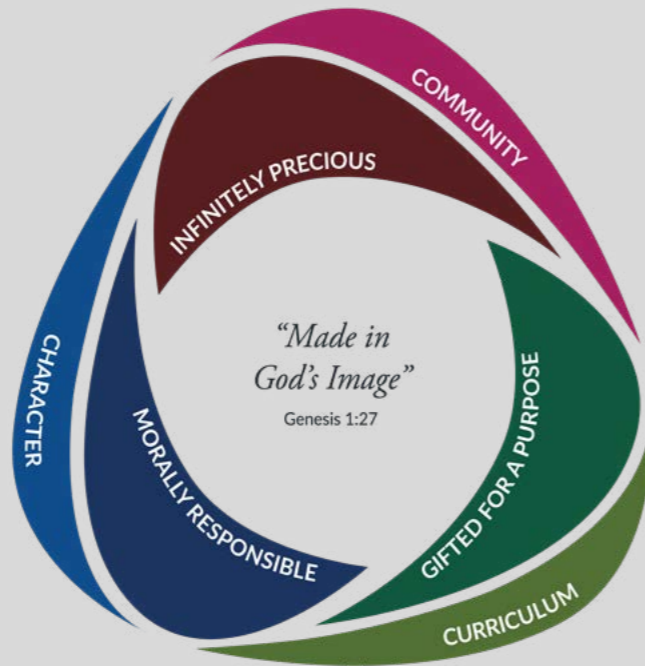 COMMUNITY
INFINITELY PRECIOUS
“Made in
God’s Image”
Genesis 1:27
CHARACTER
MORALLY RESPONSIBLE
GIFTED FOR A PURPOSE
CURRICULUM